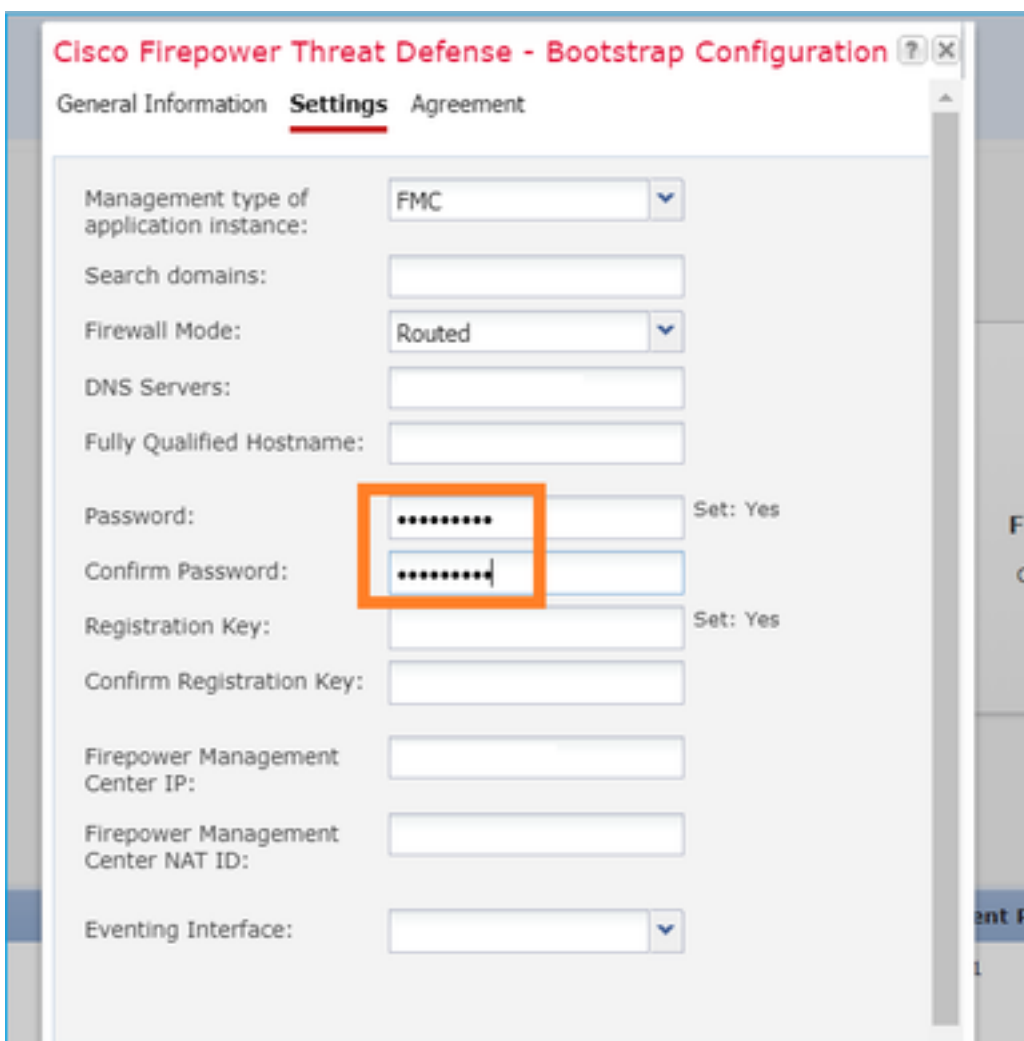 Cisco Firepower Threat Defense - Bootstrap Configuration ? X
General Information Settings Agreement
Management type of
application instance:
FMC
Search domains:
Firewall Mode:
Routed
DNS Servers:
Fully Qualified Hostname:
Password:
•••••••••
Set: Yes
Confirm Password:
•••••••••
Registration Key:
Set: Yes
Confirm Registration Key:
Firepower Management
Center IP:
Firepower Management
Center NAT ID:
Eventing Interface: